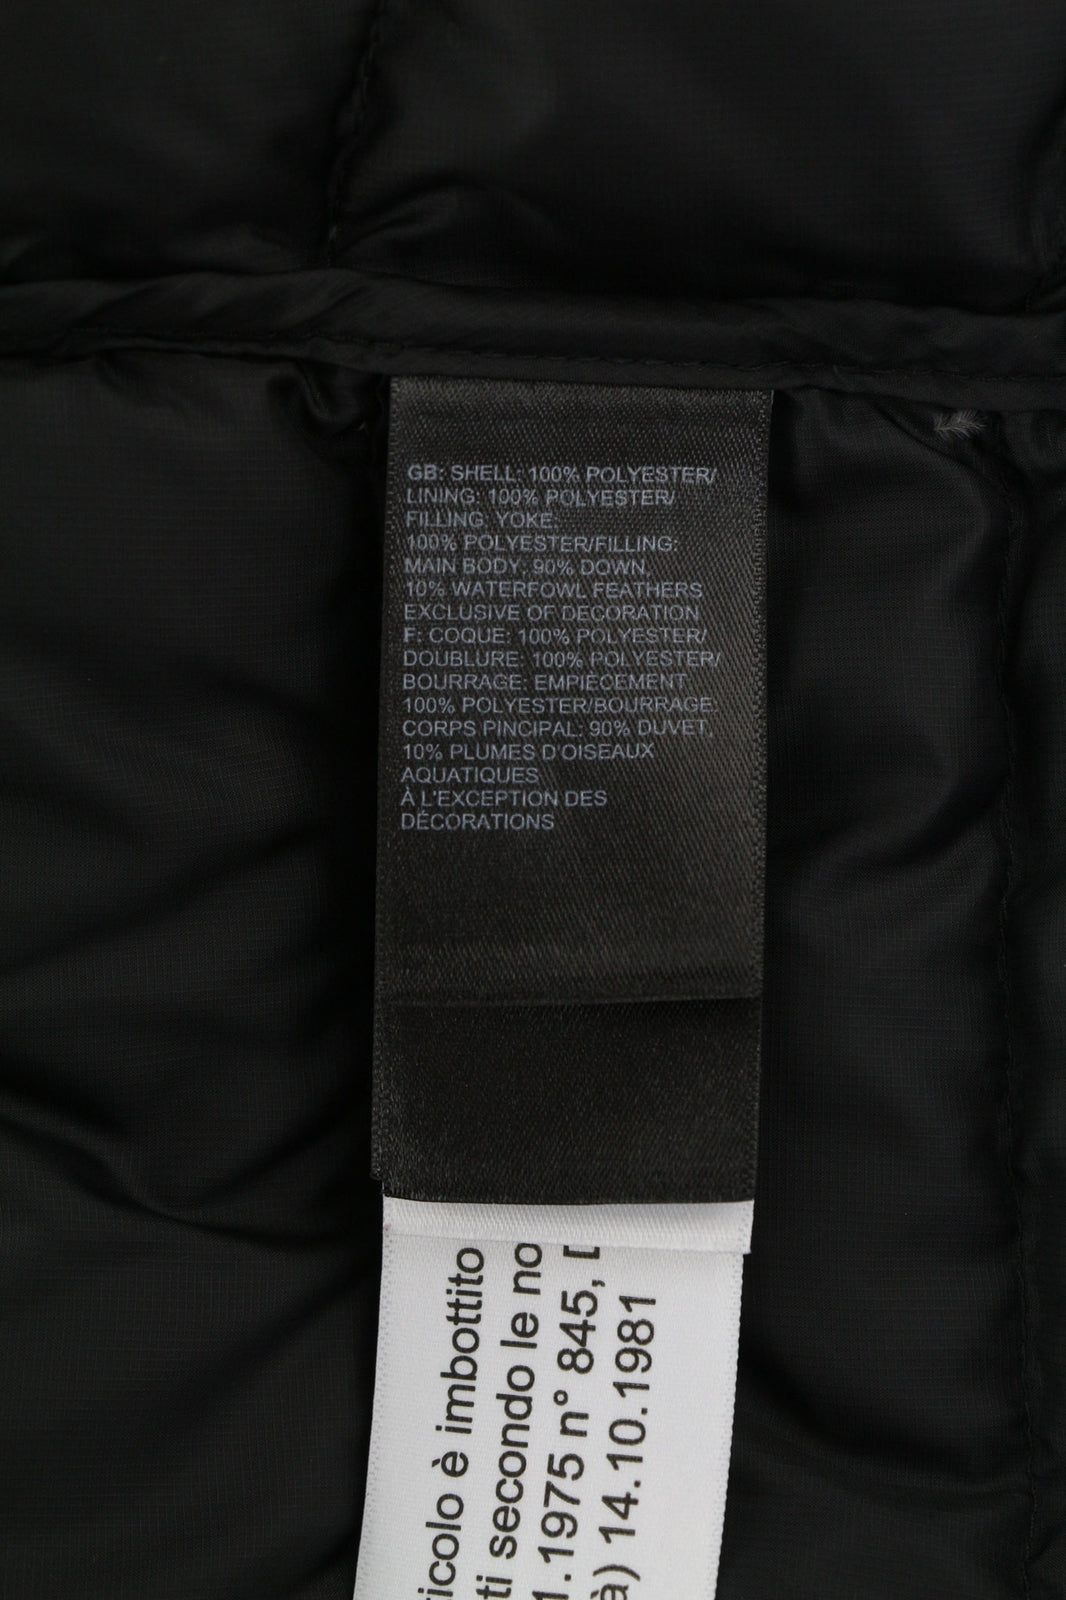 GB: SHELL: 100% POLYESTER/
LINING: 100% POLYESTER/
FILLING: YOKE:
100% POLYESTER/FILLING:
MAIN BODY: 90% DOWN,
10% WATERFOWL FEATHERS
EXCLUSIVE OF DECORATION
F: COQUE: 100% POLYESTER/
DOUBLURE: 100% POLYESTER/
BOURRAGE: EMPIÈCEMENT
100% POLYESTER/BOURRAGE:
CORPS PINCIPAL: 90% DUVET,
10% PLUMES D'OISEAUX
AQUATIQUES
À L'EXCEPTION DES
DÉCORATIONS
ticolo è imbottito
ti secondo le no
1.1975 n° 845,
à) 14.10.1981